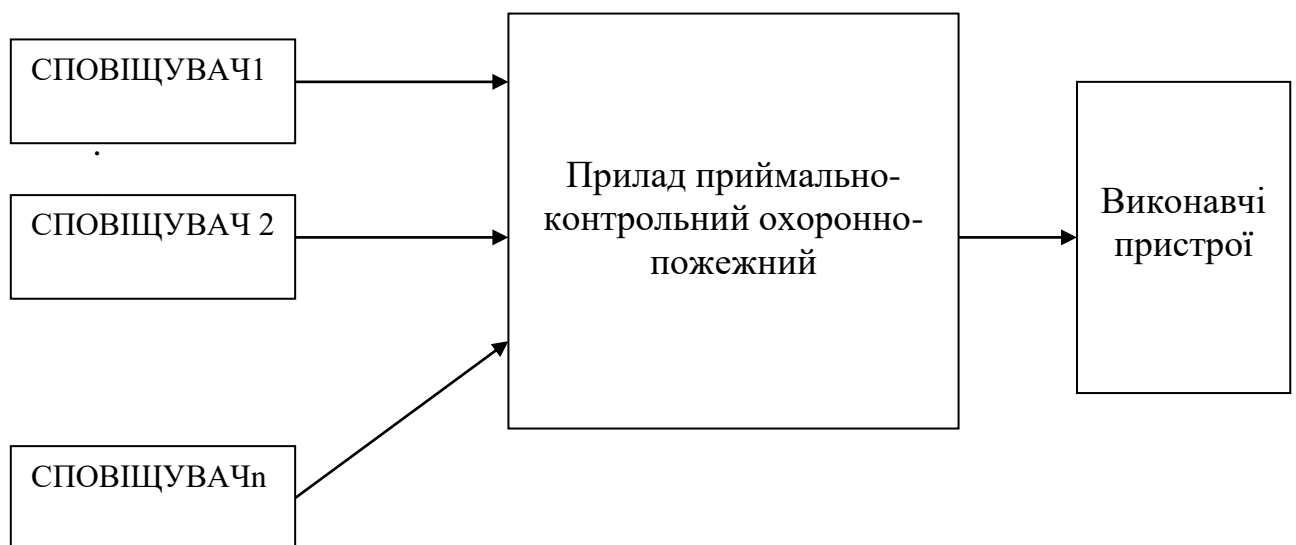 СПОВІЩУВАЧ1
.
СПОВІЩУВАЧ 2
СПОВІЩУВАЧn
Прилад приймально-
контрольний охоронно-
пожежний
Виконавчі
пристрої